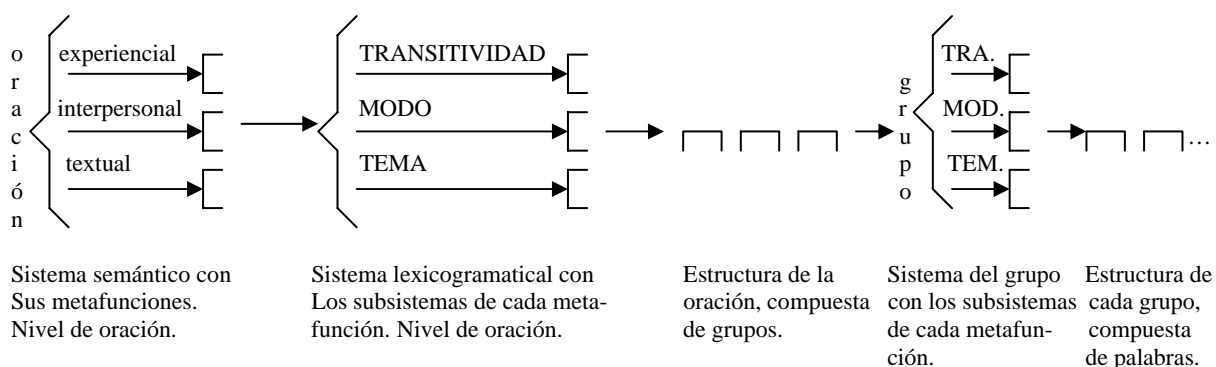 oración
experiencial
interpersonal
textual
TRANSITIVIDAD
MODO
TEMA
grupo
TRA.
MOD.
TEM.
…
Sistema semántico con
Sus metafunciones.
Nivel de oración.
Sistema lexicogramatical con
Los subsistemas de cada meta-
función. Nivel de oración.
Estructura de la
oración, compuesta
de grupos.
Sistema del grupo
con los subsistemas
de cada metafun-
ción.
Estructura de
cada grupo,
compuesta
de palabras.